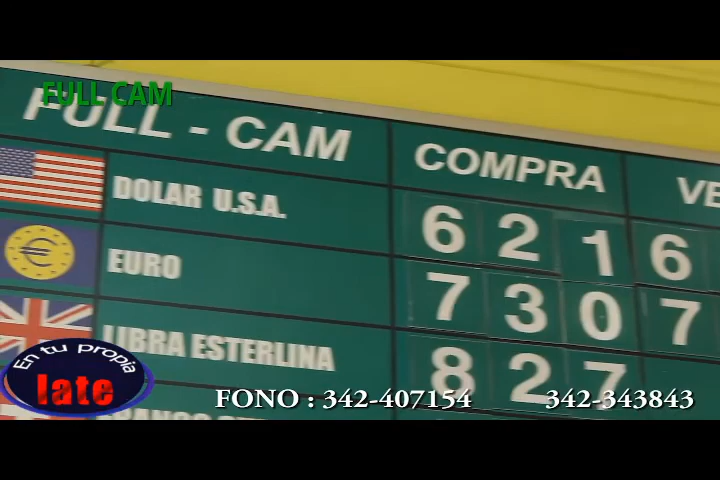 FULL CAM
FULL - CAM COMPRA
DOLAR U.S.A. 6 2 1 6
EURO 7 3 0 7
LIBRA ESTERLINA 8 2 7
En tu propia
late
FONO : 342-407154 342-343843